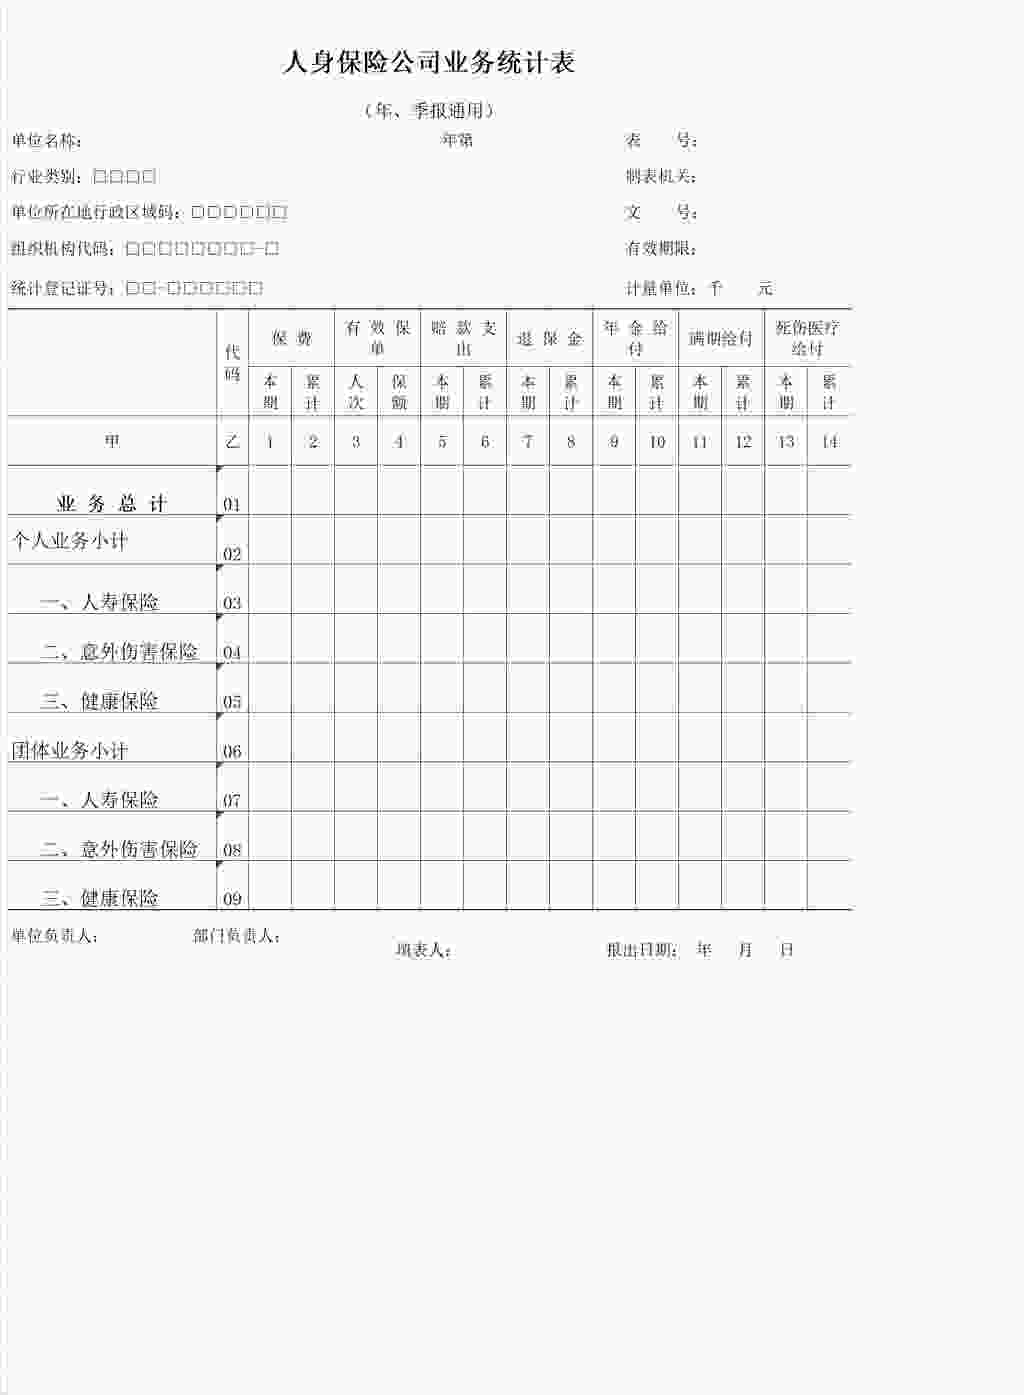 人身保险公司业务统计表
（年、季报通用）
单位名称： 年第 表 号：
行业类别：□□□□ 制表机关：
单位所在地行政区域码：□□□□□□ 文 号：
组织机构代码：□□□□□□□□-□ 有效期限：
统计登记证号：□□-□□□□□□ 计量单位：千 元
代码 保 费 有 效 保单 赔 款 支出 退 保 金 年 金 给付 满期给付 死伤医疗给付
本期 累计 人次 保额 本期 累计 本期 累计 本期 累计 本期 累计 本期 累计
甲 乙 1 2 3 4 5 6 7 8 9 10 11 12 13 14
业 务 总 计 01
个人业务小计 02
一、人寿保险 03
二、意外伤害保险 04
三、健康保险 05
团体业务小计 06
一、人寿保险 07
二、意外伤害保险 08
三、健康保险 09
单位负责人： 部门负责人： 填表人： 报出日期： 年 月 日